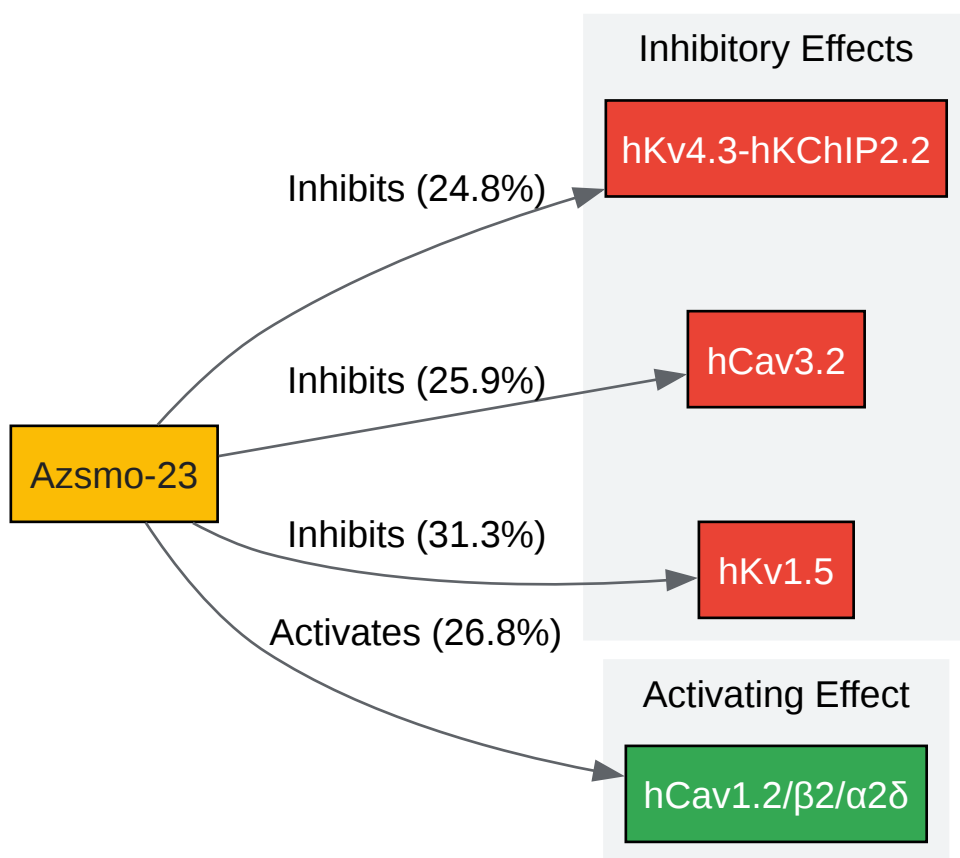 Inhibitory Effects
hKv4.3-hKChIP2.2
Inhibits (24.8%)
hCav3.2
Inhibits (25.9%)
Azsmo-23
Inhibits (31.3%)
hKv1.5
Activates (26.8%)
Activating Effect
hCav1.2/β2/α2δ